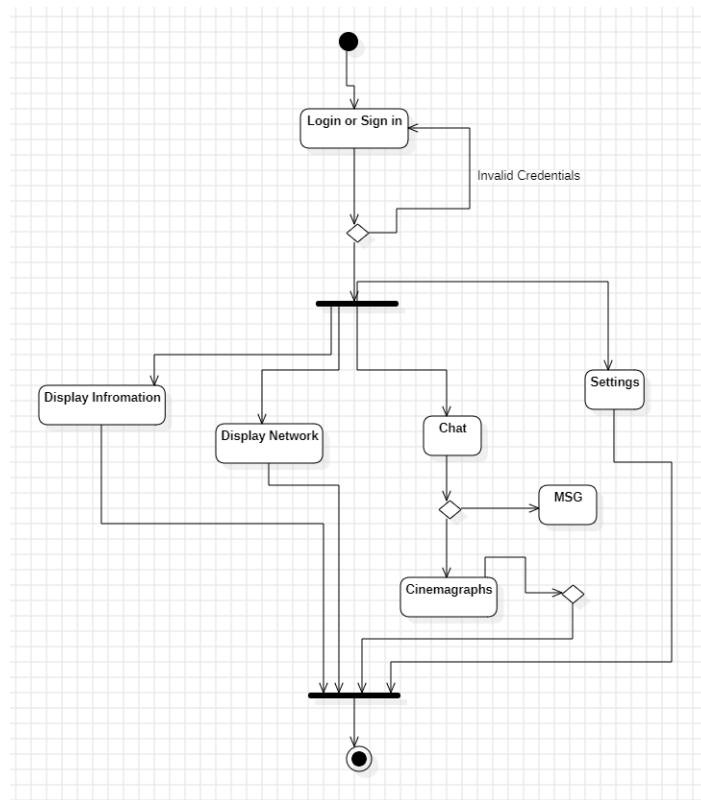 Login or Sign in
Invalid Credentials
Settings
Display Infromation
Chat
Display Network
MSG
Cinemagraphs